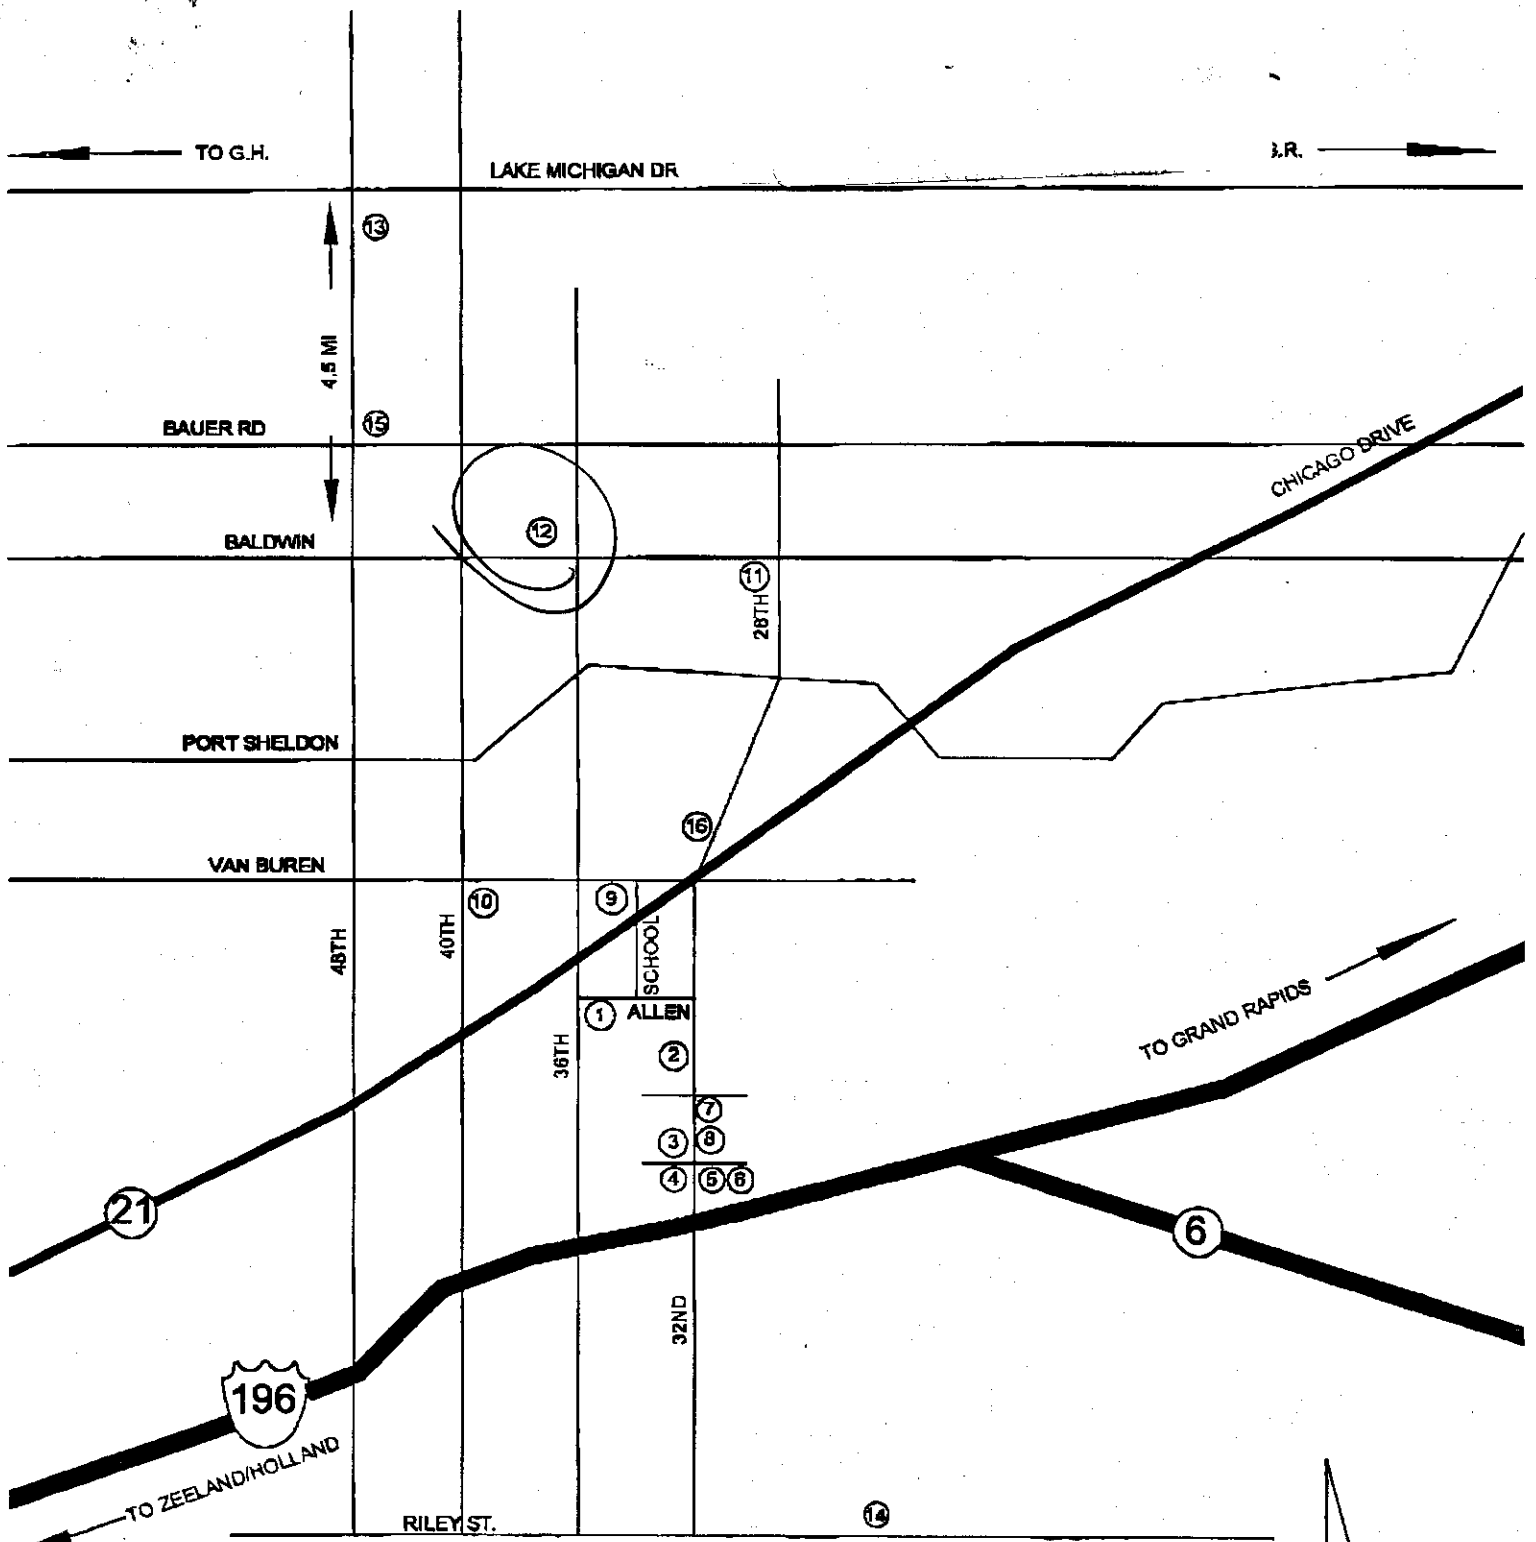 TO G.H.
.R.
LAKE MICHIGAN DR
13
4.5 MI
BAUER RD
15
CHICAGO DRIVE
12
BALDWIN
11
28TH
PORT SHELDON
16
VAN BUREN
10
9
48TH
40TH
SCHOOL
1
ALLEN
36TH
2
TO GRAND RAPIDS
7
3
8
4
5
6
21
6
32ND
196
TO ZEELAND/HOLLAND
14
RILEY ST.